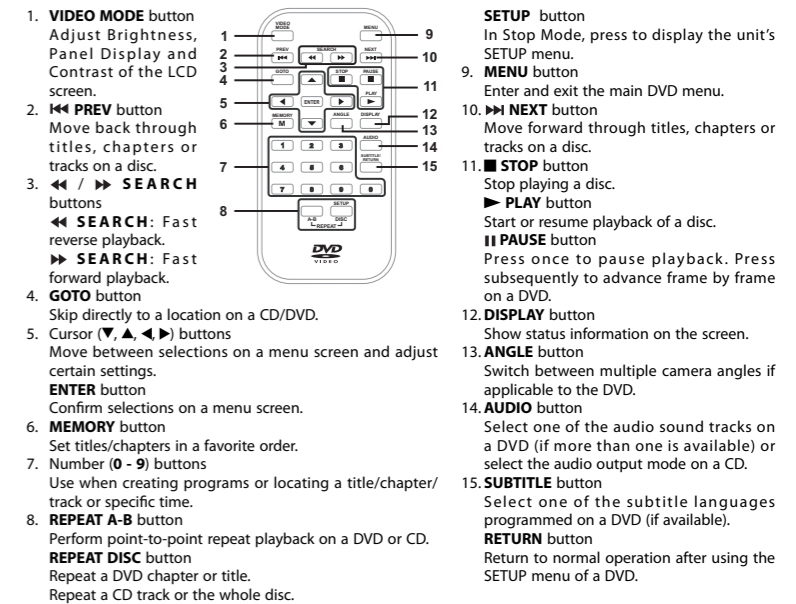 1. VIDEO MODE button
Adjust Brightness,
Panel Display and
Contrast of the LCD
screen.
2. ⏮ PREV button
Move back through
titles, chapters or
tracks on a disc.
3. ◀◀ / ▶▶ SEARCH
buttons
◀◀ SEARCH: Fast
reverse playback.
▶▶ SEARCH: Fast
forward playback.
4. GOTO button
Skip directly to a location on a CD/DVD.
5. Cursor (▼, ▲, ◀, ▶) buttons
Move between selections on a menu screen and adjust
certain settings.
ENTER button
Confirm selections on a menu screen.
6. MEMORY button
Set titles/chapters in a favorite order.
7. Number (0 - 9) buttons
Use when creating programs or locating a title/chapter/
track or specific time.
8. REPEAT A-B button
Perform point-to-point repeat playback on a DVD or CD.
REPEAT DISC button
Repeat a DVD chapter or title.
Repeat a CD track or the whole disc.
VIDEO
MODE
MENU
PREV
SEARCH
NEXT
GOTO
STOP
PAUSE
PLAY
ENTER
MEMORY
M
ANGLE
DISPLAY
AUDIO
SUBTITLE/
RETURN
1 2 3
4 5 6
7 8 9 0
SETUP
A-B
DISC
REPEAT
DVD
VIDEO
1
2
3
4
5
6
7
8
9
10
11
12
13
14
15
SETUP button
In Stop Mode, press to display the unit's
SETUP menu.
9. MENU button
Enter and exit the main DVD menu.
10. ⏭ NEXT button
Move forward through titles, chapters or
tracks on a disc.
11. ■ STOP button
Stop playing a disc.
▶ PLAY button
Start or resume playback of a disc.
❚❚ PAUSE button
Press once to pause playback. Press
subsequently to advance frame by frame
on a DVD.
12. DISPLAY button
Show status information on the screen.
13. ANGLE button
Switch between multiple camera angles if
applicable to the DVD.
14. AUDIO button
Select one of the audio sound tracks on
a DVD (if more than one is available) or
select the audio output mode on a CD.
15. SUBTITLE button
Select one of the subtitle languages
programmed on a DVD (if available).
RETURN button
Return to normal operation after using the
SETUP menu of a DVD.